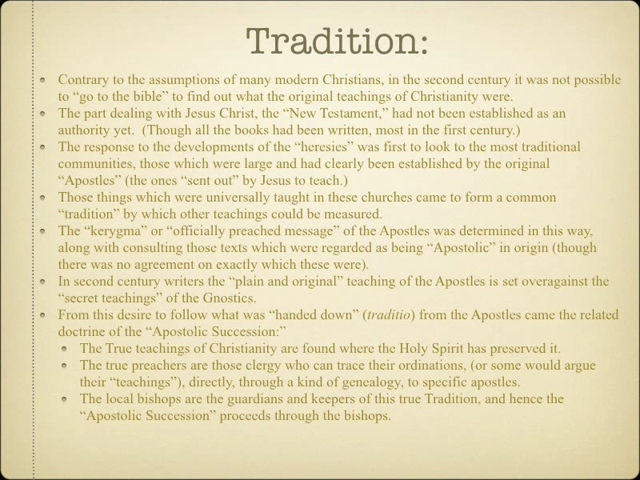 Tradition:
Contrary to the assumptions of many modern Christians, in the second century it was not possible
to “go to the bible” to find out what the original teachings of Christianity were.
The part dealing with Jesus Christ, the “New Testament,” had not been established as an
authority yet.  (Though all the books had been written, most in the first century.)
The response to the developments of the “heresies” was first to look to the most traditional
communities, those which were large and had clearly been established by the original
“Apostles” (the ones “sent out” by Jesus to teach.)
Those things which were universally taught in these churches came to form a common
“tradition” by which other teachings could be measured.
The “kerygma” or “officially preached message” of the Apostles was determined in this way,
along with consulting those texts which were regarded as being “Apostolic” in origin (though
there was no agreement on exactly which these were).
In second century writers the “plain and original” teaching of the Apostles is set overagainst the
“secret teachings” of the Gnostics.
From this desire to follow what was “handed down” (traditio) from the Apostles came the related
doctrine of the “Apostolic Succession:”
The True teachings of Christianity are found where the Holy Spirit has preserved it.
The true preachers are those clergy who can trace their ordinations, (or some would argue
their “teachings”), directly, through a kind of genealogy, to specific apostles.
The local bishops are the guardians and keepers of this true Tradition, and hence the
“Apostolic Succession” proceeds through the bishops.